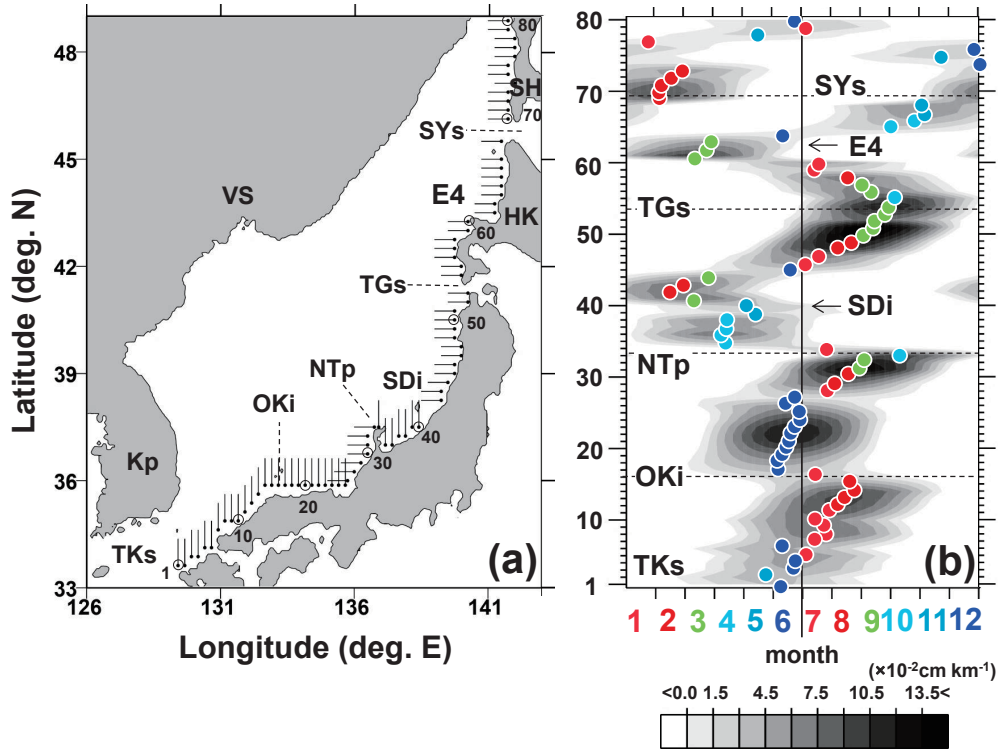 48
45
42
39
36
33
126
131
136
141
Latitude (deg. N)
Longitude (deg. E)
80
SH
70
SYs
E4
HK
60
VS
TGs
50
NTp
SDi
OKi
40
30
Kp
20
10
TKs
1
(a)
80
70
60
50
40
30
20
10
1
SYs
E4
TGs
SDi
NTp
OKi
TKs
(b)
1 2 3 4 5 6 7 8 9 10 11 12
month
(×10⁻²cm km⁻¹)
<0.0 1.5 4.5 7.5 10.5 13.5<